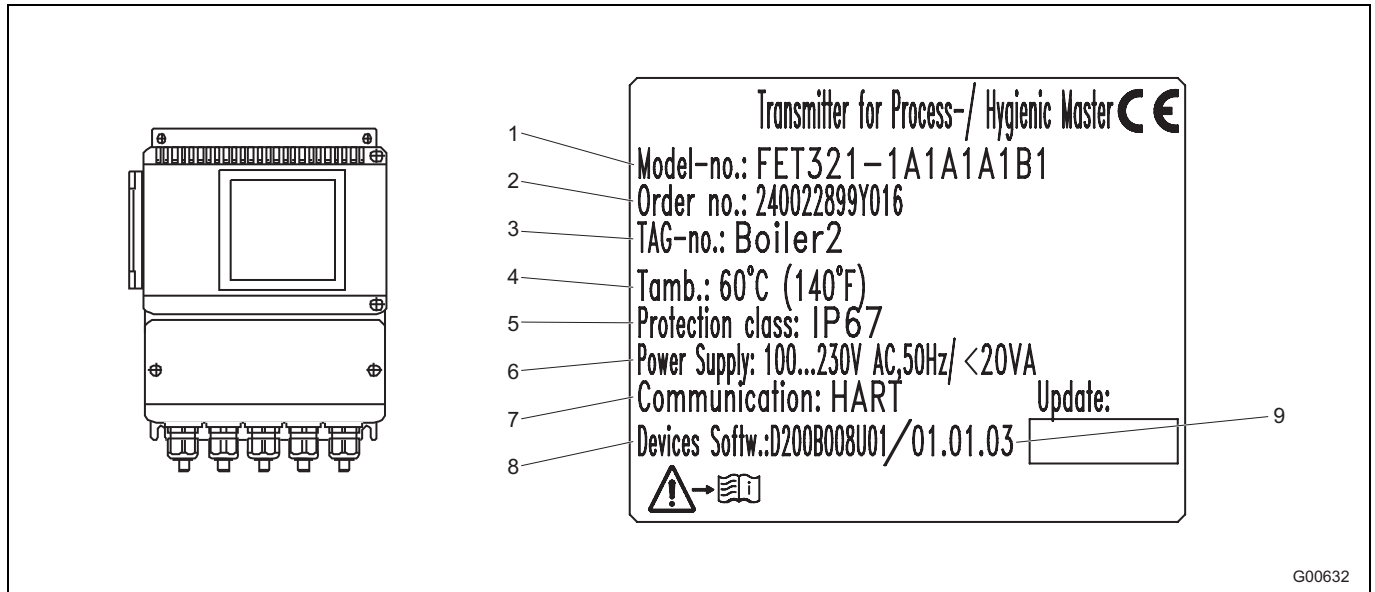 Transmitter for Process-/ Hygienic Master CE
1
Model-no.: FET321-1A1A1A1B1
2
Order no.: 240022899Y016
3
TAG-no.: Boiler2
4
Tamb.: 60°C (140°F)
5
Protection class: IP67
6
Power Supply: 100...230V AC,50Hz/ <20VA
7
Communication: HART
Update:
8
Devices Softw.:D200B008U01/01.01.03
9
i
G00632